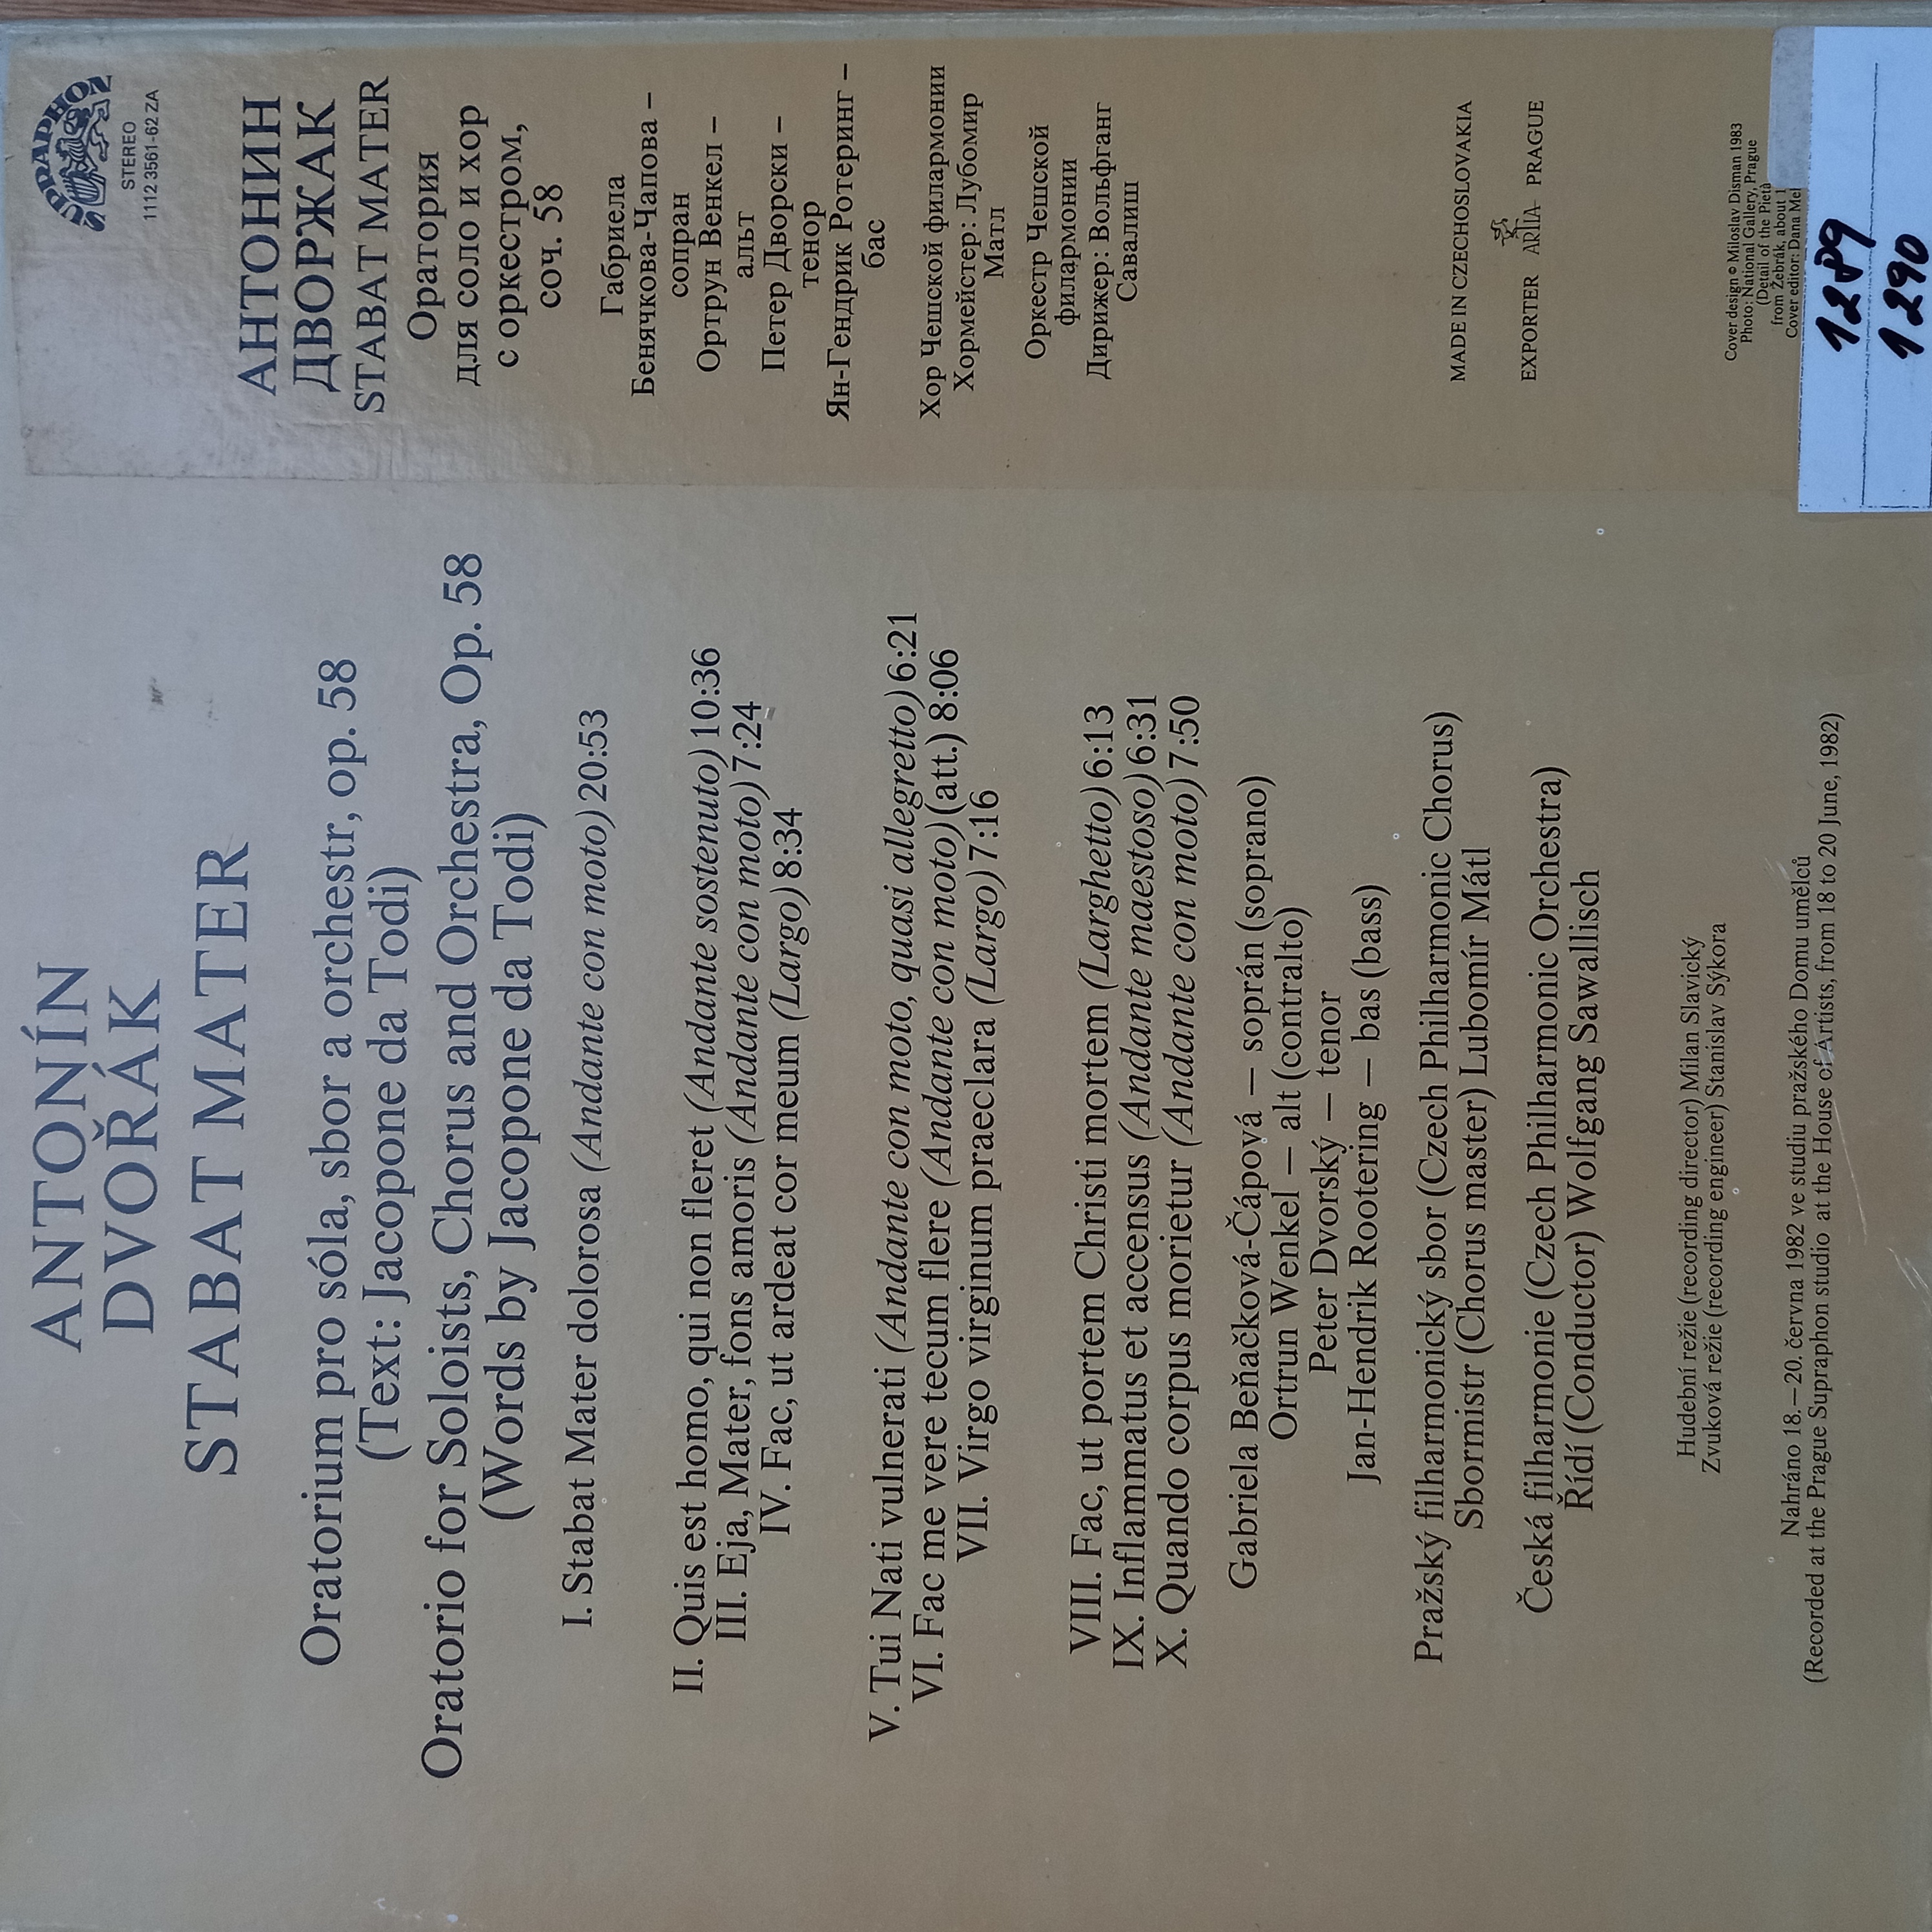 ANTONÍN
DVOŘÁK
STABAT MATER
Oratorium pro sóla, sbor a orchestr, op. 58
(Text: Jacopone da Todi)
Oratorio for Soloists, Chorus and Orchestra, Op. 58
(Words by Jacopone da Todi)
I. Stabat Mater dolorosa (Andante con moto) 20:53
II. Quis est homo, qui non fleret (Andante sostenuto) 10:36
III. Eja, Mater, fons amoris (Andante con moto) 7:24
IV. Fac, ut ardeat cor meum (Largo) 8:34
V. Tui Nati vulnerati (Andante con moto, quasi allegretto) 6:21
VI. Fac me vere tecum flere (Andante con moto) (att.) 8:06
VII. Virgo virginum praeclara (Largo) 7:16
VIII. Fac, ut portem Christi mortem (Larghetto) 6:13
IX. Inflammatus et accensus (Andante maestoso) 6:31
X. Quando corpus morietur (Andante con moto) 7:50
Gabriela Beňačková-Čápová — soprán (soprano)
Ortrun Wenkel — alt (contralto)
Peter Dvorský — tenor
Jan-Hendrik Rootering — bas (bass)
Pražský filharmonický sbor (Czech Philharmonic Chorus)
Sbormistr (Chorus master) Lubomír Mátl
Česká filharmonie (Czech Philharmonic Orchestra)
Řídí (Conductor) Wolfgang Sawallisch
Hudební režie (recording director) Milan Slavický
Zvuková režie (recording engineer) Stanislav Sýkora
Nahráno 18.—20. června 1982 ve studiu pražského Domu umělců
(Recorded at the Prague Supraphon studio at the House of Artists, from 18 to 20 June, 1982)
SUPRAPHON
STEREO
1112 3561-62 ZA
АНТОНИН
ДВОРЖАК
STABAT MATER
Оратория
для соло и хор
с оркестром,
соч. 58
Габриела
Бенячкова-Чапова –
сопран
Ортрун Венкел –
альт
Петер Дворски –
тенор
Ян-Гендрик Ротеринг –
бас
Хор Чешской филармонии
Хормейстер: Лубомир
Матл
Оркестр Чешской
филармонии
Дирижер: Вольфганг
Савалиш
MADE IN CZECHOSLOVAKIA
EXPORTER ARTIA PRAGUE
Cover design © Miloslav Disman 1983
Photo: National Gallery, Prague
(Detail of the Pietà
from Žebrák, about 1
Cover editor: Dana Mel
1289
1290